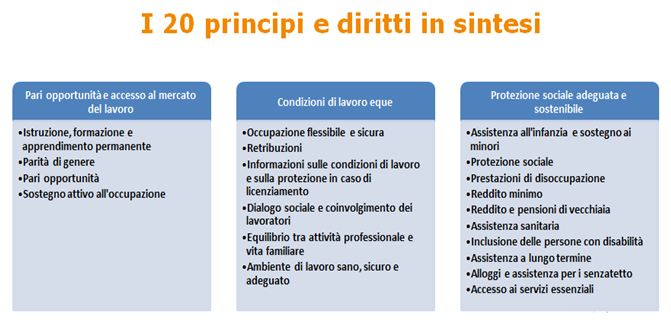 I 20 principi e diritti in sintesi
Pari opportunità e accesso al mercato
del lavoro
•Istruzione, formazione e
apprendimento permanente
•Parità di genere
•Pari opportunità
•Sostegno attivo all'occupazione
Condizioni di lavoro eque
•Occupazione flessibile e sicura
•Retribuzioni
•Informazioni sulle condizioni di lavoro
e sulla protezione in caso di
licenziamento
•Dialogo sociale e coinvolgimento dei
lavoratori
•Equilibrio tra attività professionale e
vita familiare
•Ambiente di lavoro sano, sicuro e
adeguato
Protezione sociale adeguata e
sostenibile
•Assistenza all'infanzia e sostegno ai
minori
•Protezione sociale
•Prestazioni di disoccupazione
•Reddito minimo
•Reddito e pensioni di vecchiaia
•Assistenza sanitaria
•Inclusione delle persone con disabilità
•Assistenza a lungo termine
•Alloggi e assistenza per i senzatetto
•Accesso ai servizi essenziali